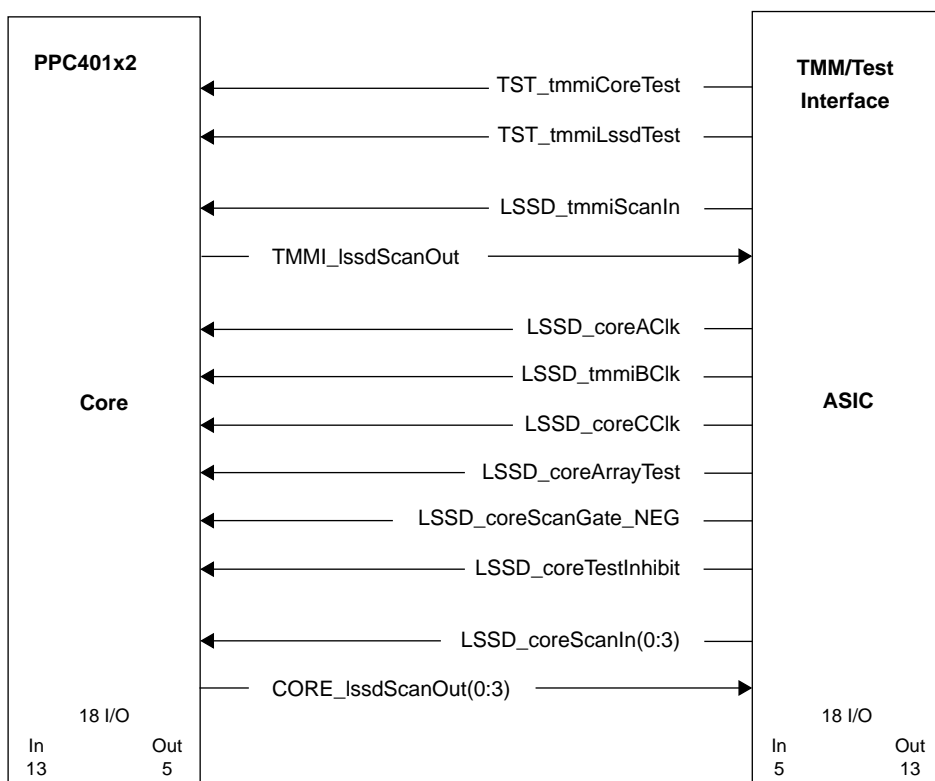 PPC401x2
TMM/Test
Interface
TST_tmmiCoreTest
TST_tmmiLssdTest
LSSD_tmmiScanIn
TMMI_lssdScanOut
LSSD_coreAClk
LSSD_tmmiBClk
Core
ASIC
LSSD_coreCClk
LSSD_coreArrayTest
LSSD_coreScanGate_NEG
LSSD_coreTestInhibit
LSSD_coreScanIn(0:3)
CORE_lssdScanOut(0:3)
18 I/O
In Out
13 5
18 I/O
In Out
5 13